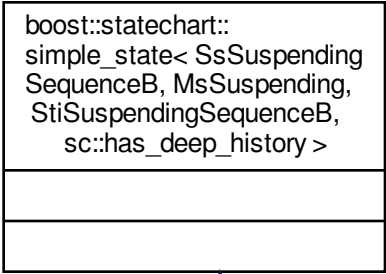 boost::statechart::
simple_state< SsSuspending
SequenceB, MsSuspending,
StiSuspendingSequenceB,
sc::has_deep_history >